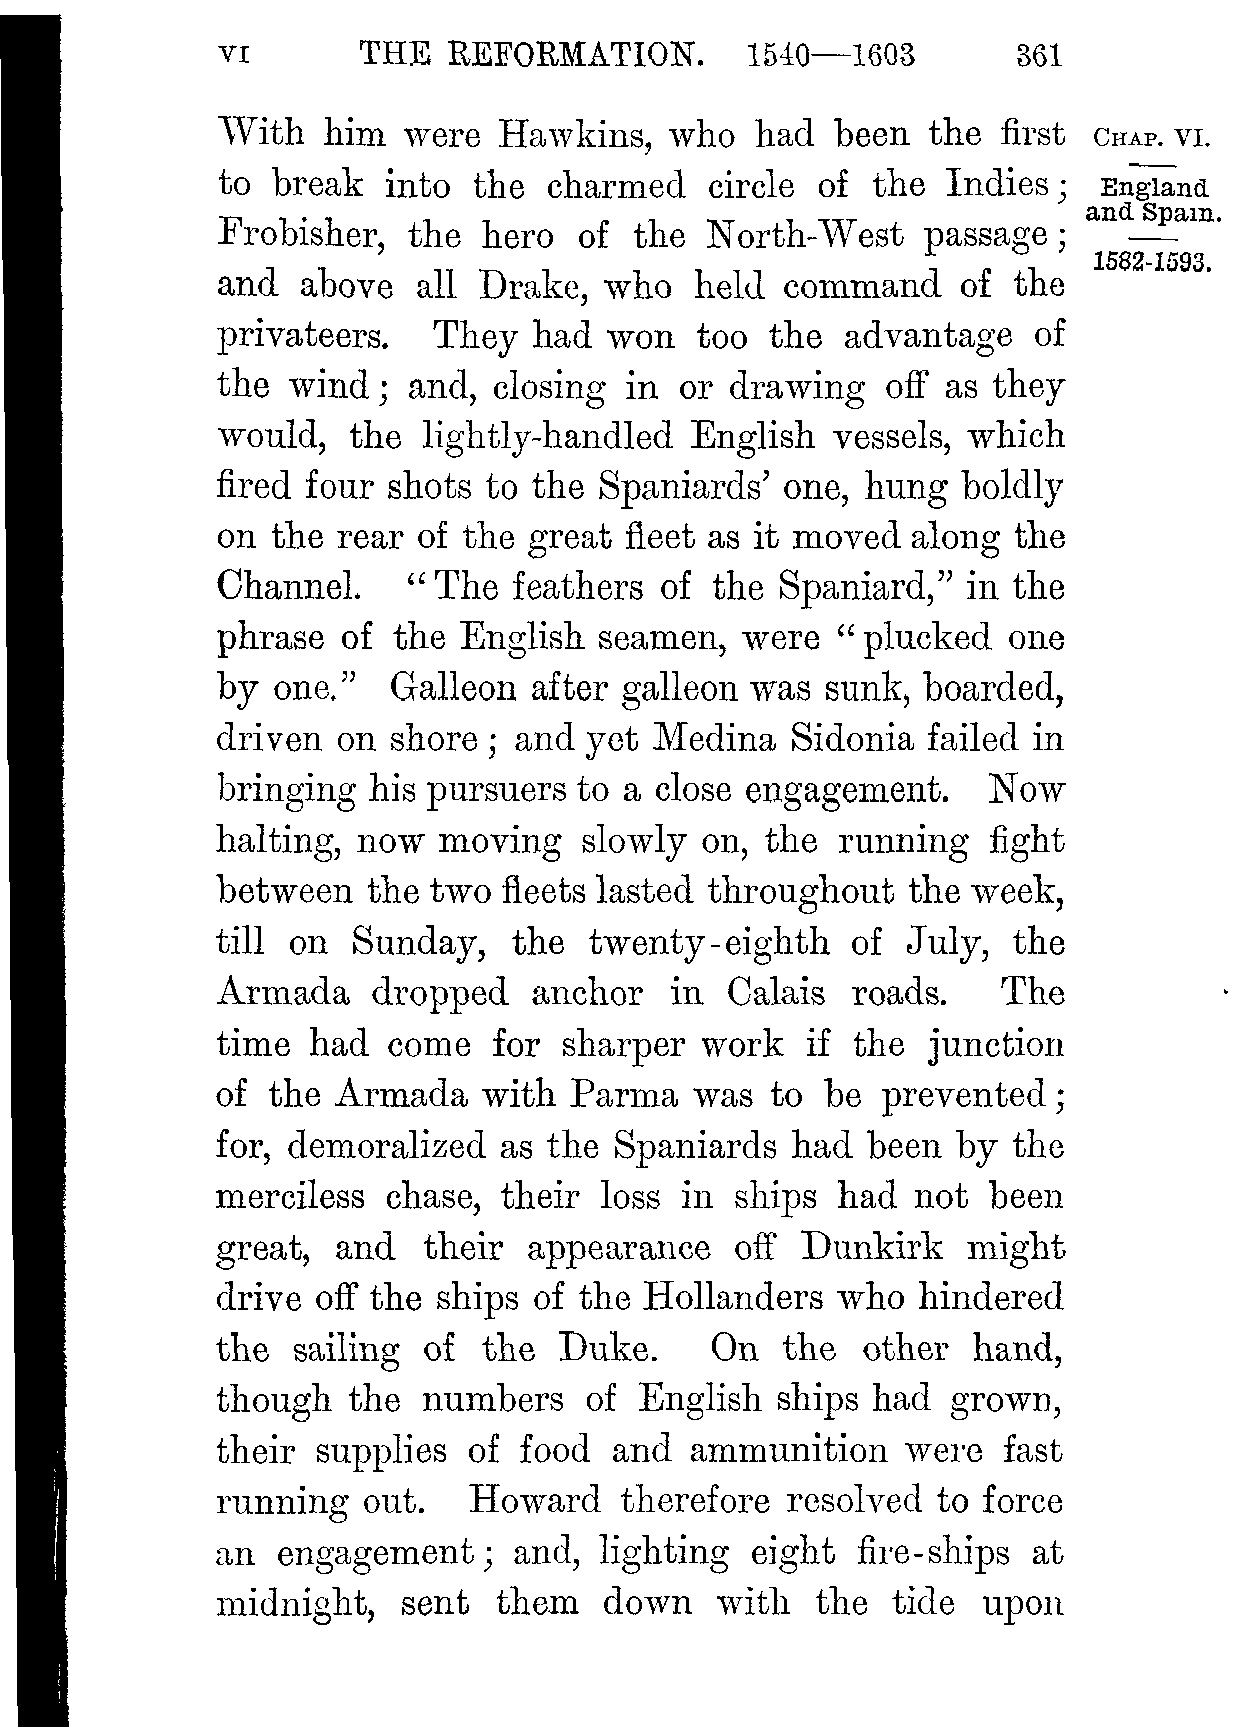 VI THE REFORMATION. 1540—1603 361
With him were Hawkins, who had been the first
to break into the charmed circle of the Indies;
Frobisher, the hero of the North-West passage;
and above all Drake, who held command of the
privateers. They had won too the advantage of
the wind; and, closing in or drawing off as they
would, the lightly-handled English vessels, which
fired four shots to the Spaniards' one, hung boldly
on the rear of the great fleet as it moved along the
Channel. "The feathers of the Spaniard," in the
phrase of the English seamen, were "plucked one
by one." Galleon after galleon was sunk, boarded,
driven on shore; and yet Medina Sidonia failed in
bringing his pursuers to a close engagement. Now
halting, now moving slowly on, the running fight
between the two fleets lasted throughout the week,
till on Sunday, the twenty-eighth of July, the
Armada dropped anchor in Calais roads. The
time had come for sharper work if the junction
of the Armada with Parma was to be prevented;
for, demoralized as the Spaniards had been by the
merciless chase, their loss in ships had not been
great, and their appearance off Dunkirk might
drive off the ships of the Hollanders who hindered
the sailing of the Duke. On the other hand,
though the numbers of English ships had grown,
their supplies of food and ammunition were fast
running out. Howard therefore resolved to force
an engagement; and, lighting eight fire-ships at
midnight, sent them down with the tide upon
CHAP. VI.
England
and Spain.
1582-1593.